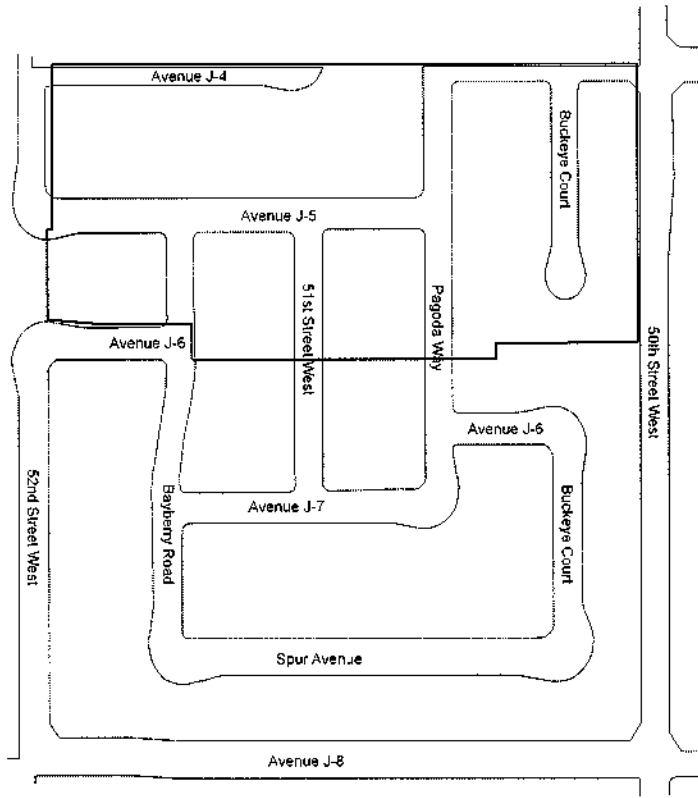 Avenue J-4
Buckeye Court
Avenue J-5
51st Street West
Pagoda Way
Avenue J-6
50th Street West
Avenue J-6
52nd Street West
Bayberry Road
Avenue J-7
Buckeye Court
Spur Avenue
Avenue J-8